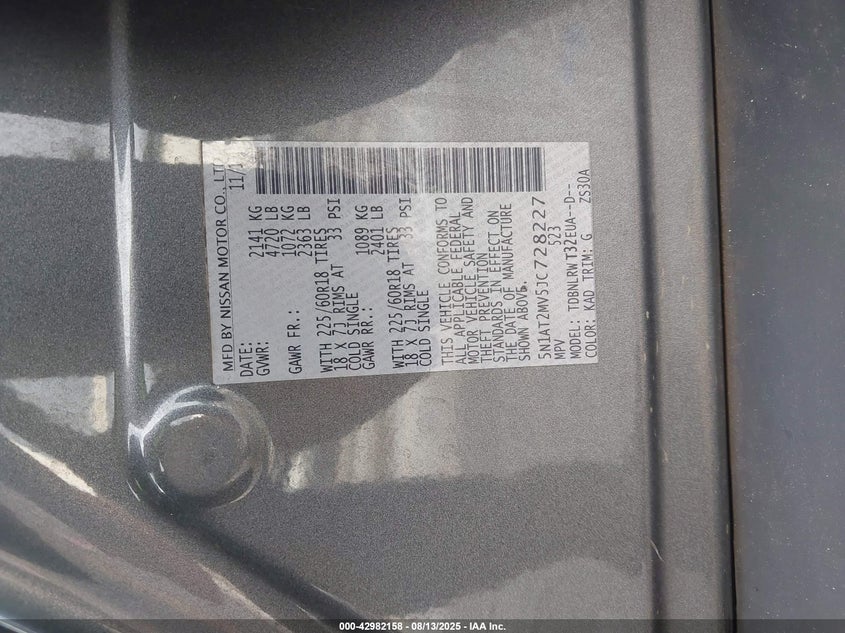 MFD BY NISSAN MOTOR CO., LTD
DATE: 11/1
GVWR: 2141 KG
4720 LB
GAWR FR.: 1072 KG
2363 LB
WITH 225/60R18 TIRES
18 X 7J RIMS AT 33 PSI
COLD SINGLE
GAWR RR.: 1089 KG
2401 LB
WITH 225/60R18 TIRES
18 X 7J RIMS AT 33 PSI
COLD SINGLE
THIS VEHICLE CONFORMS TO
ALL APPLICABLE FEDERAL
MOTOR VEHICLE SAFETY AND
THEFT PREVENTION
STANDARDS IN EFFECT ON
THE DATE OF MANUFACTURE
SHOWN ABOVE.
5N1AT2MV5JC728227
MPV 523
MODEL: TDBNLRWT32EUA--D--
COLOR: KAD TRIM: G ZS30A
000-42982158 - 08/13/2025 - IAA Inc.